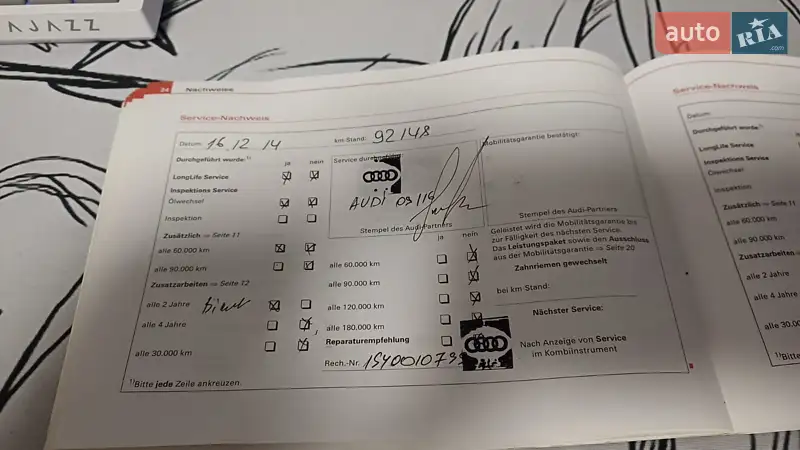 AJAZZ
auto RIA.com
24 Nachweis
Service-Nachweis
Datum: 16.12.14 km-Stand: 92148
Durchgeführt wurde:¹⁾ ja nein
LongLife Service
Inspektions Service
Ölwechsel
Inspektion
Zusätzlich ⇒ Seite 11
alle 60.000 km
alle 90.000 km
Zusatzarbeiten ⇒ Seite 12
alle 2 Jahre
alle 4 Jahre
alle 30.000 km
¹⁾Bitte jede Zeile ankreuzen.
Service durchgeführt:
AUDI
Stempel des Audi-Partners
ja nein
alle 60.000 km
alle 90.000 km
alle 120.000 km
alle 180.000 km
Reparaturempfehlung
Rech.-Nr.
Mobilitätsgarantie bestätigt:
Stempel des Audi-Partners
Geleistet wird die Mobilitätsgarantie bis
zur Fälligkeit des nächsten Service.
Das Leistungspaket sowie den Ausschluss
aus der Mobilitätsgarantie ⇒ Seite 20
Zahnriemen gewechselt
bei km-Stand:
Nächster Service:
Nach Anzeige von Service
im Kombiinstrument
Service-Nachweis
Datum:
Durchgeführt wurde:¹⁾
LongLife Service
Inspektions Service
Ölwechsel
Inspektion
Zusätzlich ⇒ Seite 11
alle 60.000 km
alle 90.000 km
Zusatzarbeiten
alle 2 Jahre
alle 4 Jahre
alle 30.000
¹⁾Bitte